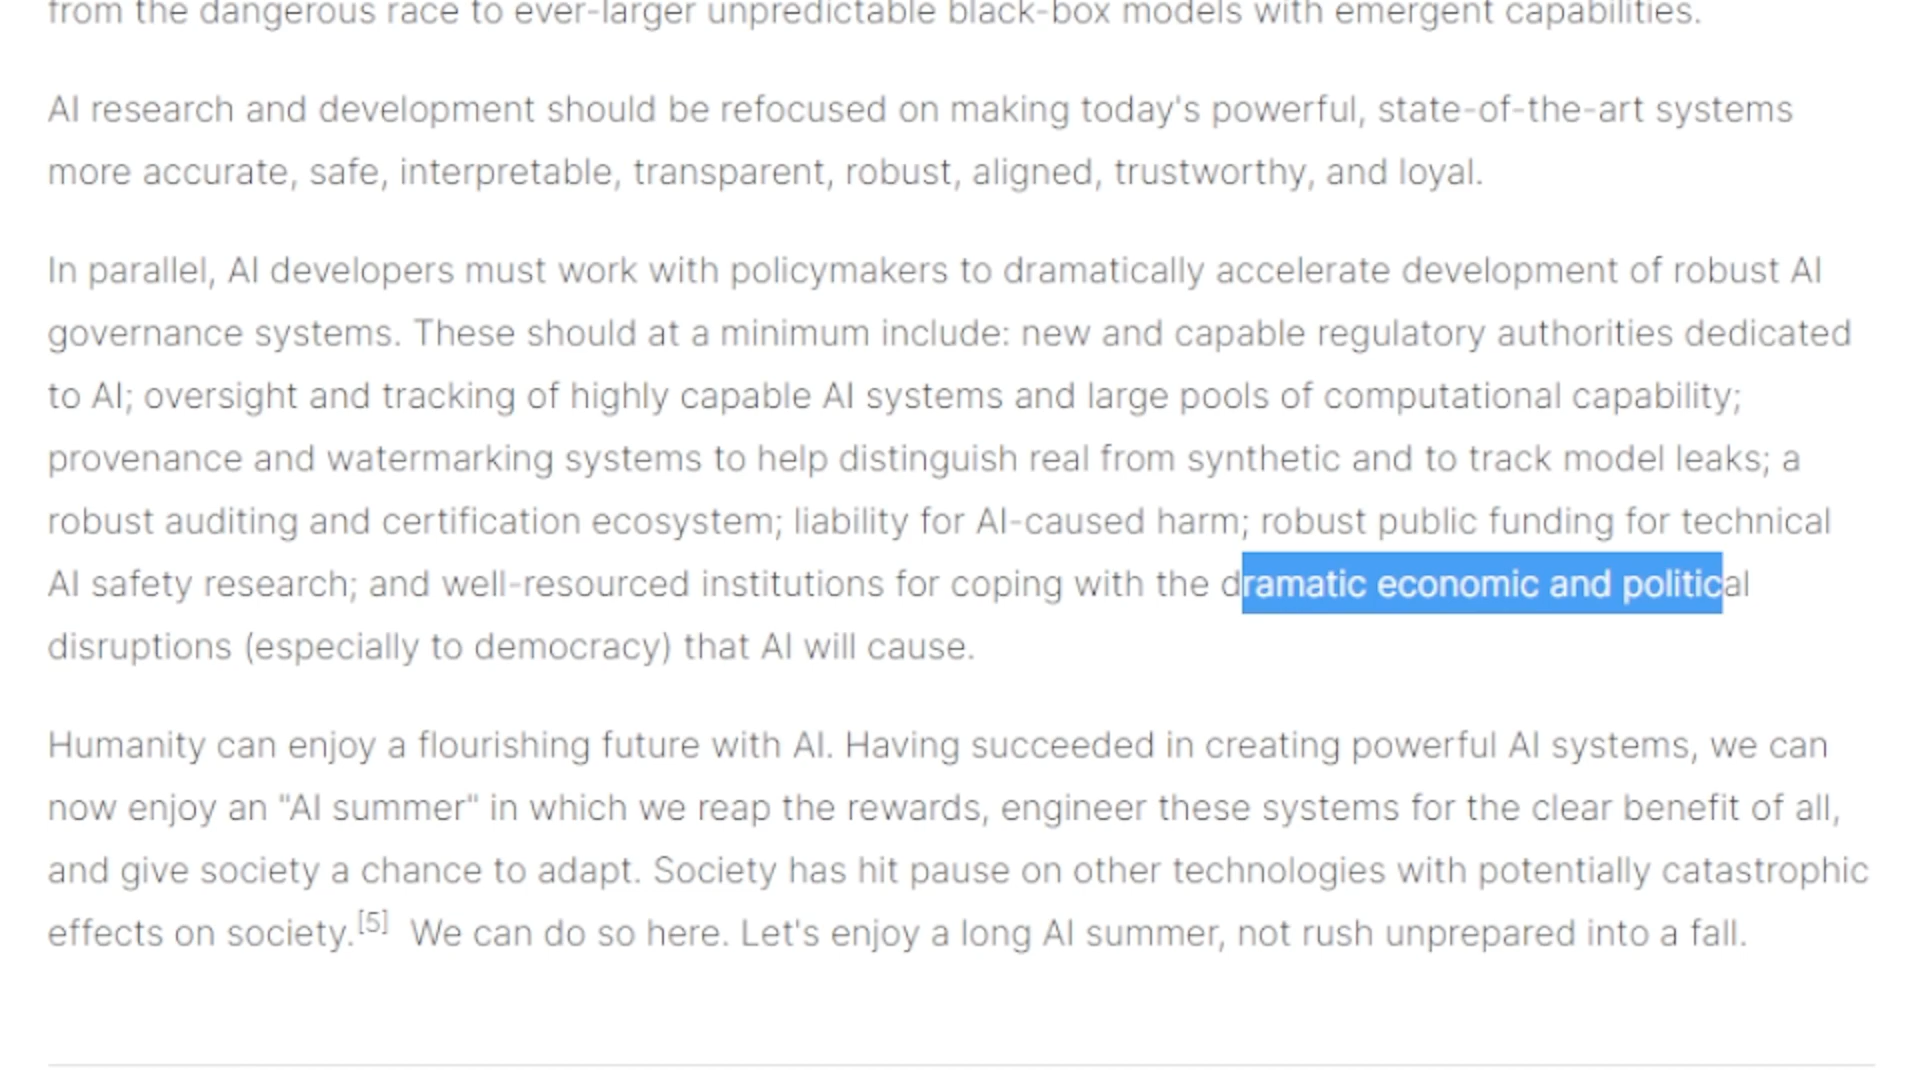 from the dangerous race to ever-larger unpredictable black-box models with emergent capabilities.
AI research and development should be refocused on making today's powerful, state-of-the-art systems
more accurate, safe, interpretable, transparent, robust, aligned, trustworthy, and loyal.
In parallel, AI developers must work with policymakers to dramatically accelerate development of robust AI
governance systems. These should at a minimum include: new and capable regulatory authorities dedicated
to AI; oversight and tracking of highly capable AI systems and large pools of computational capability;
provenance and watermarking systems to help distinguish real from synthetic and to track model leaks; a
robust auditing and certification ecosystem; liability for AI-caused harm; robust public funding for technical
AI safety research; and well-resourced institutions for coping with the dramatic economic and political
disruptions (especially to democracy) that AI will cause.
Humanity can enjoy a flourishing future with AI. Having succeeded in creating powerful AI systems, we can
now enjoy an "AI summer" in which we reap the rewards, engineer these systems for the clear benefit of all,
and give society a chance to adapt. Society has hit pause on other technologies with potentially catastrophic
effects on society.[5] We can do so here. Let's enjoy a long AI summer, not rush unprepared into a fall.